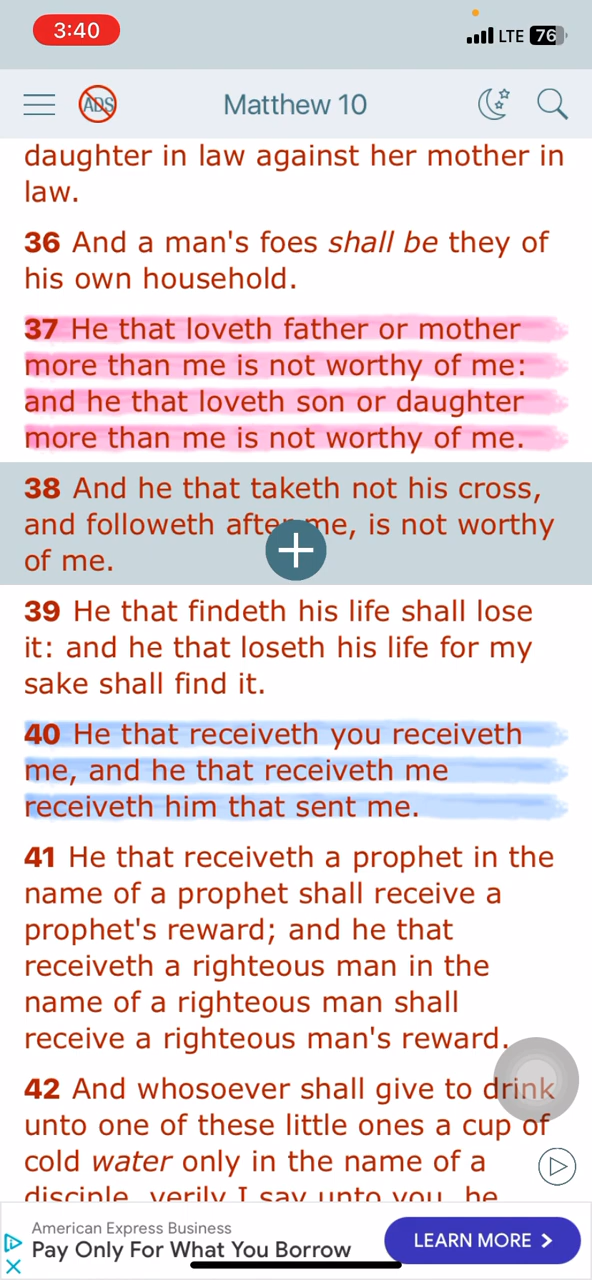 3:40
LTE 76
ADS
Matthew 10
daughter in law against her mother in
law.
36 And a man's foes shall be they of
his own household.
37 He that loveth father or mother
more than me is not worthy of me:
and he that loveth son or daughter
more than me is not worthy of me.
38 And he that taketh not his cross,
and followeth after me, is not worthy
of me.
39 He that findeth his life shall lose
it: and he that loseth his life for my
sake shall find it.
40 He that receiveth you receiveth
me, and he that receiveth me
receiveth him that sent me.
41 He that receiveth a prophet in the
name of a prophet shall receive a
prophet's reward; and he that
receiveth a righteous man in the
name of a righteous man shall
receive a righteous man's reward.
42 And whosoever shall give to drink
unto one of these little ones a cup of
cold water only in the name of a
disciple, verily I say unto you, he
American Express Business
Pay Only For What You Borrow
LEARN MORE >